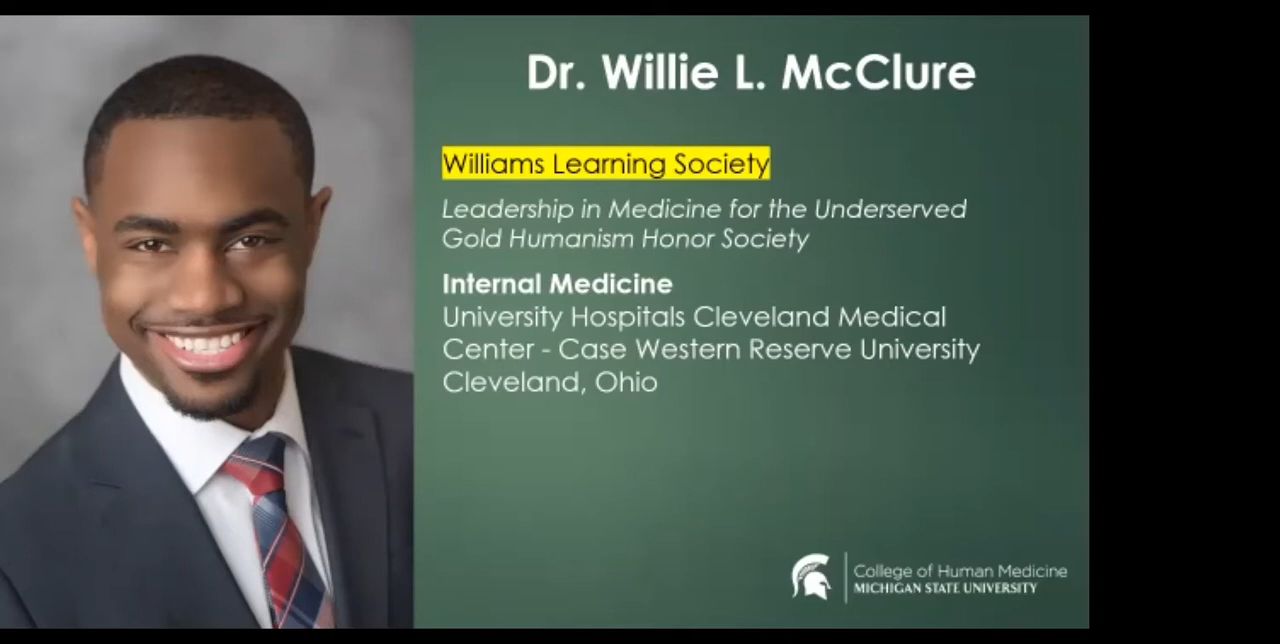 Dr. Willie L. McClure
Williams Learning Society
Leadership in Medicine for the Underserved
Gold Humanism Honor Society
Internal Medicine
University Hospitals Cleveland Medical
Center - Case Western Reserve University
Cleveland, Ohio
College of Human Medicine
MICHIGAN STATE UNIVERSITY